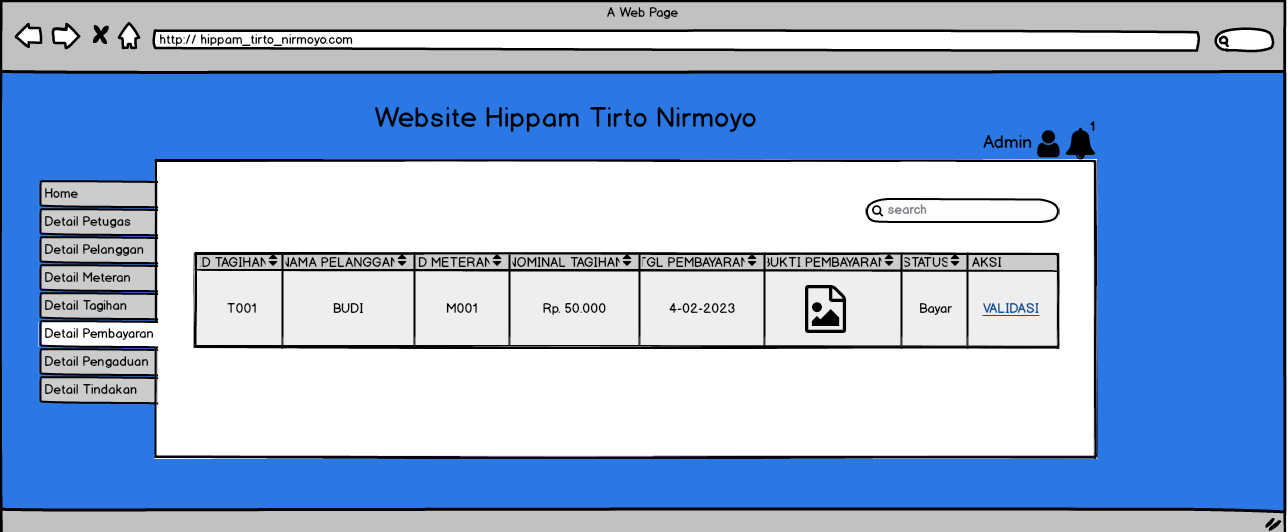 A Web Page
http:// hippam_tirto_nirmoyo.com
Website Hippam Tirto Nirmoyo
1
Admin
Home
Detail Petugas
Detail Pelanggan
Detail Meteran
Detail Tagihan
Detail Pembayaran
Detail Pengaduan
Detail Tindakan
search
D TAGIHAN NAMA PELANGGAN D METERAN NOMINAL TAGIHAN TGL PEMBAYARAN BUKTI PEMBAYARAN STATUS AKSI
T001 BUDI M001 Rp. 50.000 4-02-2023 Bayar VALIDASI